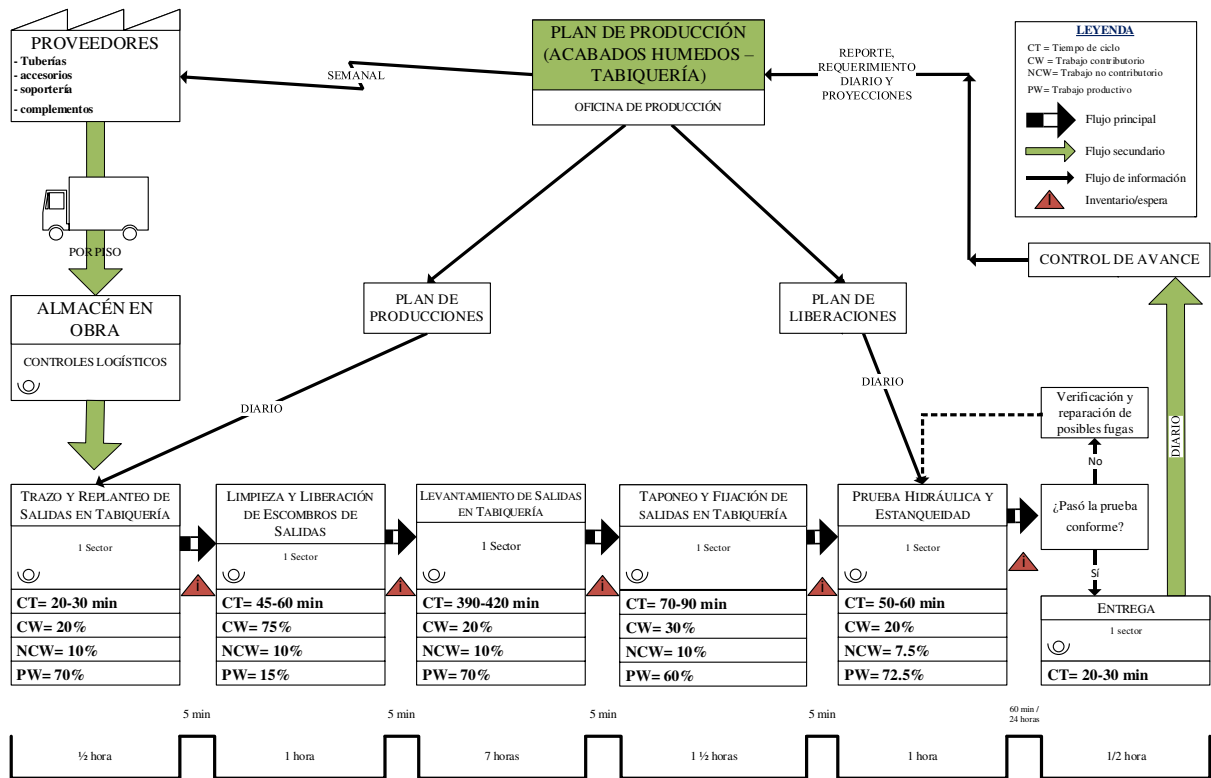 PROVEEDORES
- Tuberías
- accesorios
- soportería
- complementos
SEMANAL
PLAN DE PRODUCCIÓN
(ACABADOS HUMEDOS –
TABIQUERÍA)
OFICINA DE PRODUCCIÓN
REPORTE,
REQUERIMIENTO
DIARIO Y
PROYECCIONES
LEYENDA
CT = Tiempo de ciclo
CW = Trabajo contributorio
NCW= Trabajo no contributorio
PW= Trabajo productivo
Flujo principal
Flujo secundario
Flujo de información
i
Inventario/espera
POR PISO
CONTROL DE AVANCE
ALMACÉN EN
OBRA
CONTROLES LOGÍSTICOS
PLAN DE
PRODUCCIONES
PLAN DE
LIBERACIONES
DIARIO
DIARIO
DIARIO
Verificación y
reparación de
posibles fugas
No
¿Pasó la prueba
conforme?
Sí
TRAZO Y REPLANTEO DE
SALIDAS EN TABIQUERÍA
1 Sector
CT= 20-30 min
CW= 20%
NCW= 10%
PW= 70%
i
LIMPIEZA Y LIBERACIÓN
DE ESCOMBROS DE
SALIDAS
1 Sector
CT= 45-60 min
CW= 75%
NCW= 10%
PW= 15%
i
LEVANTAMIENTO DE SALIDAS
EN TABIQUERÍA
1 Sector
CT= 390-420 min
CW= 20%
NCW= 10%
PW= 70%
i
TAPONEO Y FIJACIÓN DE
SALIDAS EN TABIQUERÍA
1 Sector
CT= 70-90 min
CW= 30%
NCW= 10%
PW= 60%
i
PRUEBA HIDRÁULICA Y
ESTANQUEIDAD
1 Sector
CT= 50-60 min
CW= 20%
NCW= 7.5%
PW= 72.5%
i
ENTREGA
1 sector
CT= 20-30 min
5 min
5 min
5 min
5 min
60 min /
24 horas
½ hora
1 hora
7 horas
1 ½ horas
1 hora
1/2 hora